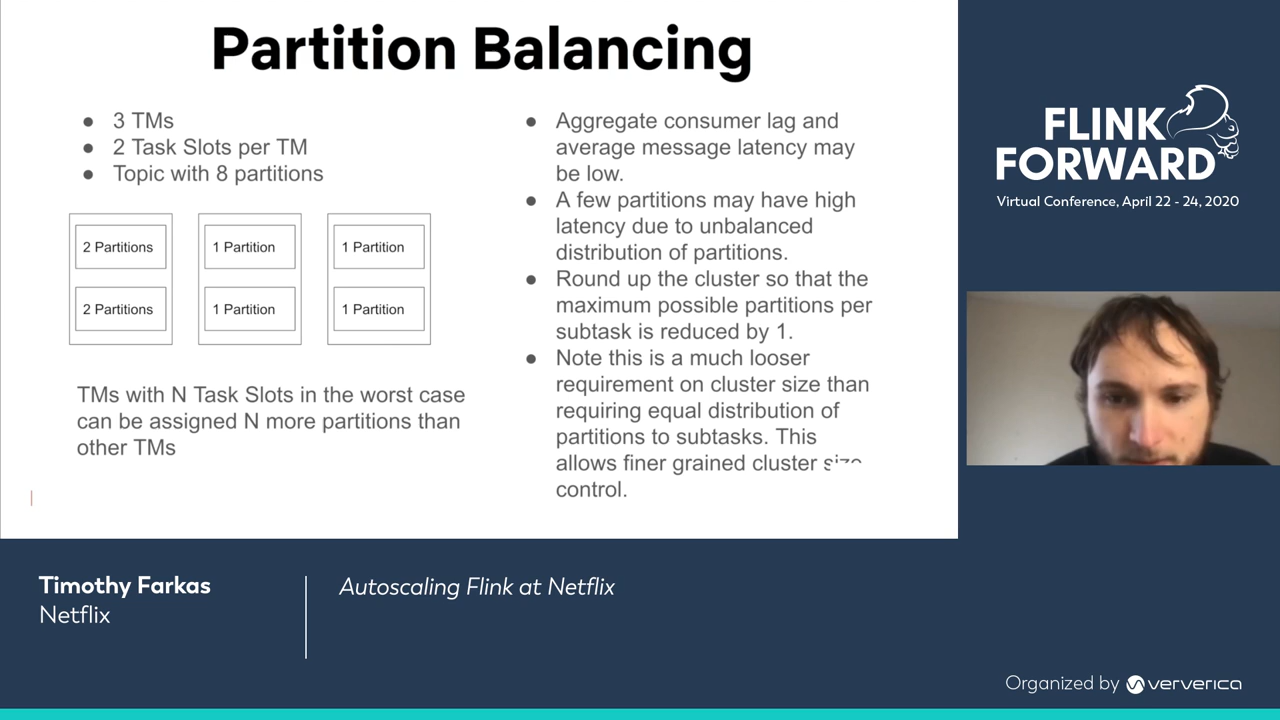 Partition Balancing
● 3 TMs
● 2 Task Slots per TM
● Topic with 8 partitions
2 Partitions
1 Partition
1 Partition
2 Partitions
1 Partition
1 Partition
TMs with N Task Slots in the worst case
can be assigned N more partitions than
other TMs
● Aggregate consumer lag and
average message latency may
be low.
● A few partitions may have high
latency due to unbalanced
distribution of partitions.
● Round up the cluster so that the
maximum possible partitions per
subtask is reduced by 1.
● Note this is a much looser
requirement on cluster size than
requiring equal distribution of
partitions to subtasks. This
allows finer grained cluster size
control.
FLINK
FORWARD
Virtual Conference, April 22 - 24, 2020
Timothy Farkas
Netflix
Autoscaling Flink at Netflix
Organized by ververica